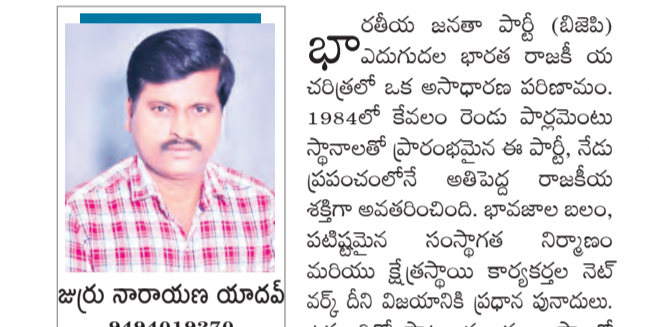 జుర్రు నారాయణ యాదవ్
9494019370
భారతీయ జనతా పార్టీ (బిజెపి)
ఎదుగుదల భారత రాజకీ య
చరిత్రలో ఒక అసాధారణ పరిణామం.
1984లో కేవలం రెండు పార్లమెంటు
స్థానాలతో ప్రారంభమైన ఈ పార్టీ, నేడు
ప్రపంచంలోనే అతిపెద్ద రాజకీయ
శక్తిగా అవతరించింది. భావజాల బలం,
పటిష్టమైన సంస్థాగత నిర్మాణం
మరియు క్షేత్రస్థాయి కార్యకర్తల నెట్
వర్క్ దీని విజయానికి ప్రధాన పునాదులు.